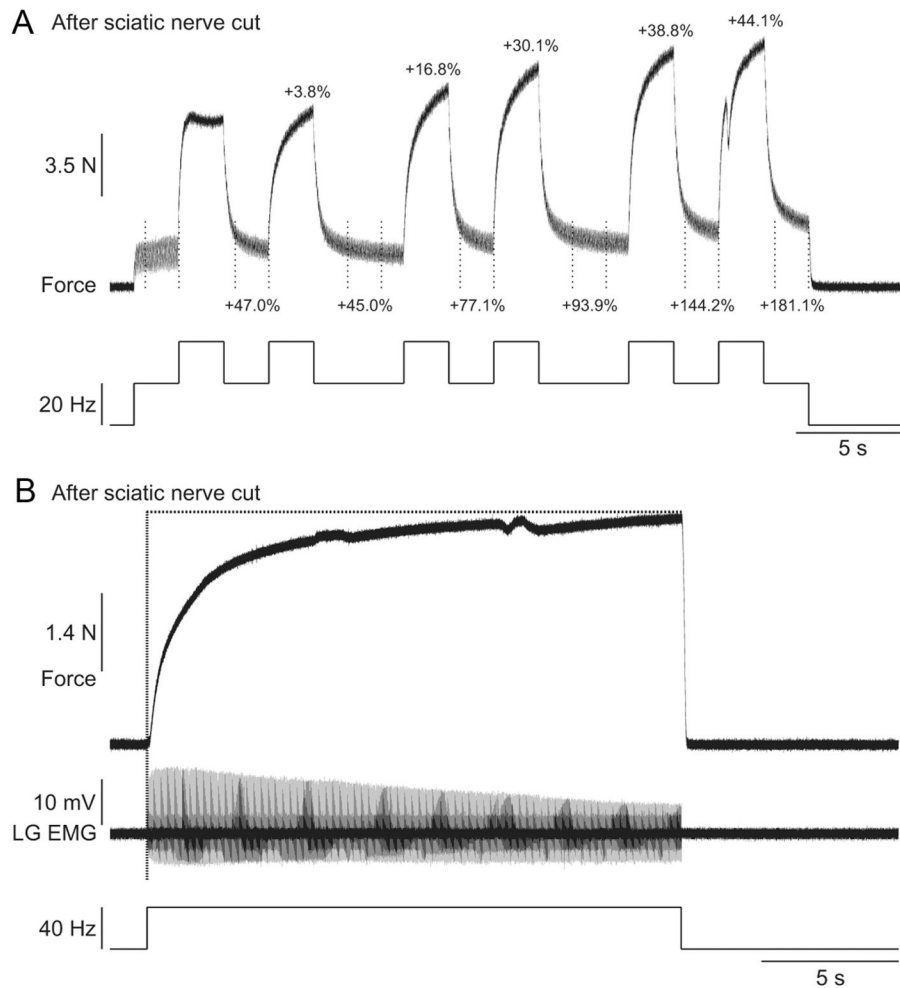 A After sciatic nerve cut
+3.8%
+16.8%
+30.1%
+38.8%
+44.1%
3.5 N
Force
+47.0%
+45.0%
+77.1%
+93.9%
+144.2%
+181.1%
20 Hz
5 s
B After sciatic nerve cut
1.4 N
Force
10 mV
LG EMG
40 Hz
5 s